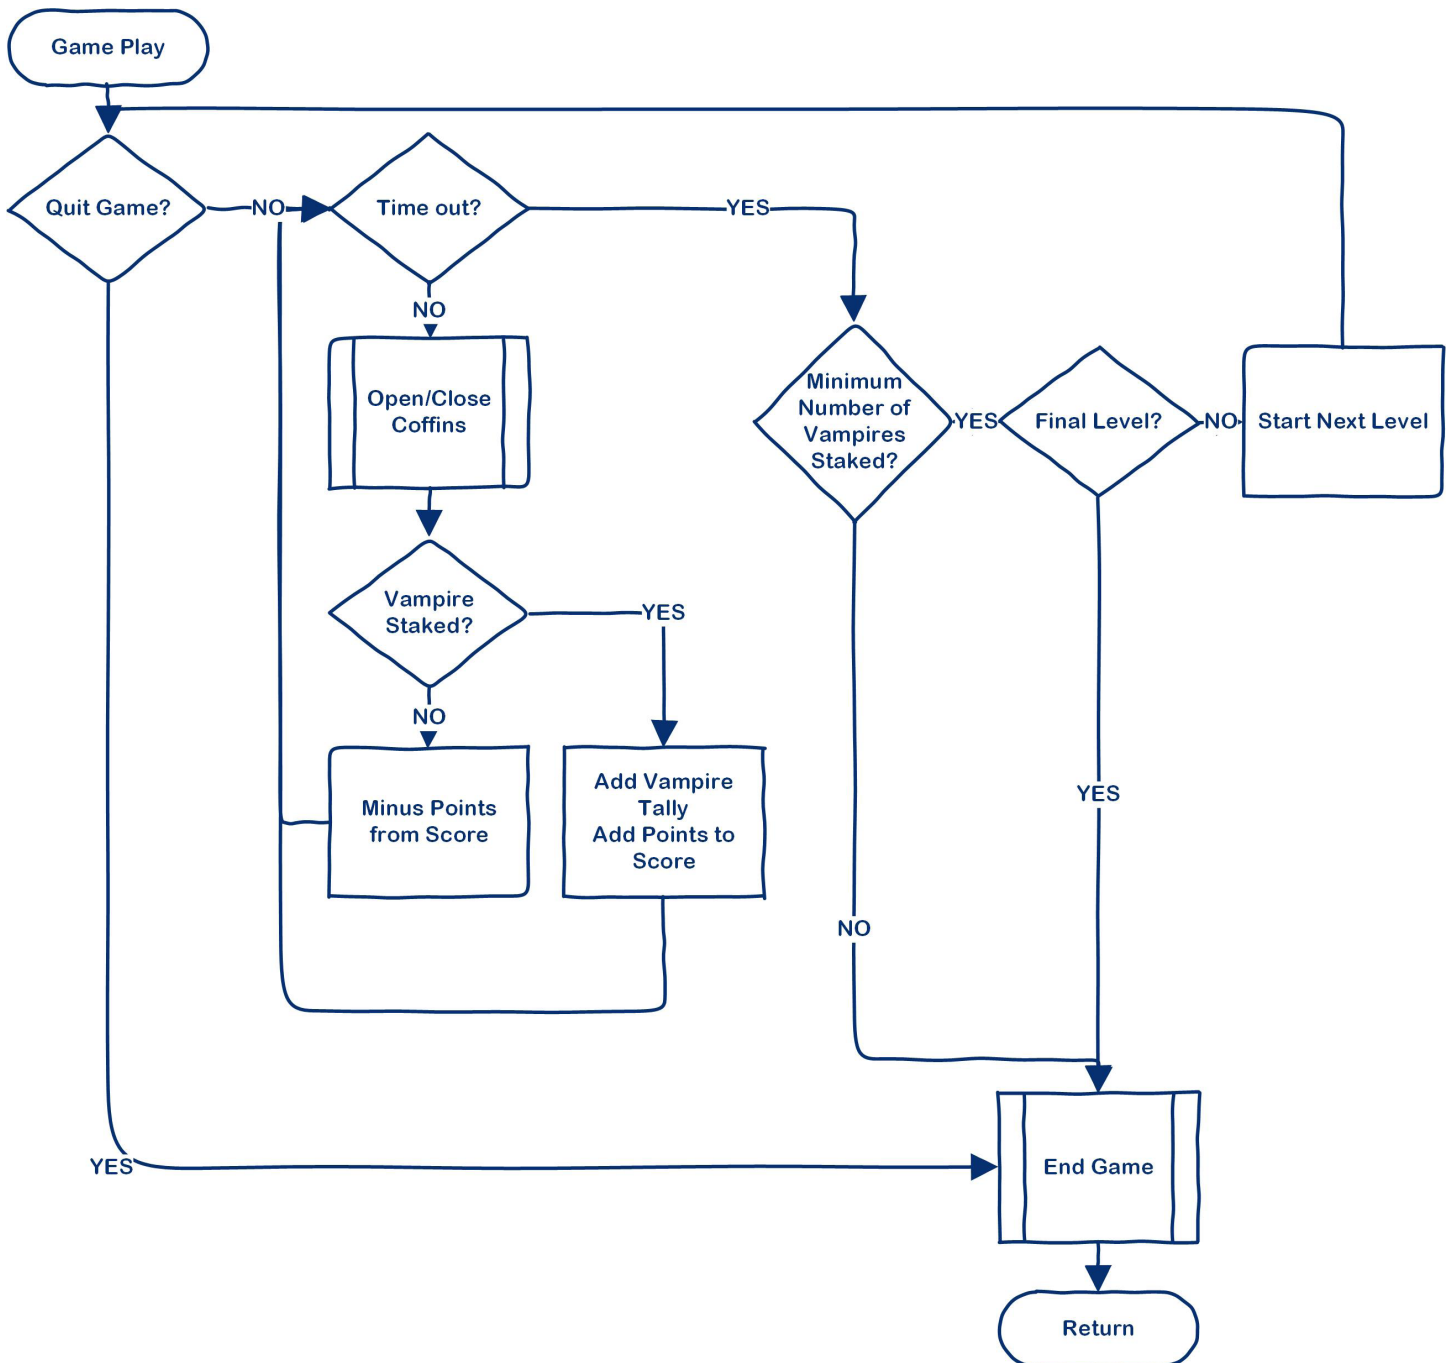 Game Play
Quit Game?
NO
Time out?
YES
NO
Open/Close
Coffins
Minimum
Number of
Vampires
Staked?
YES
Final Level?
NO
Start Next Level
Vampire
Staked?
YES
NO
Minus Points
from Score
Add Vampire
Tally
Add Points to
Score
YES
NO
YES
End Game
Return